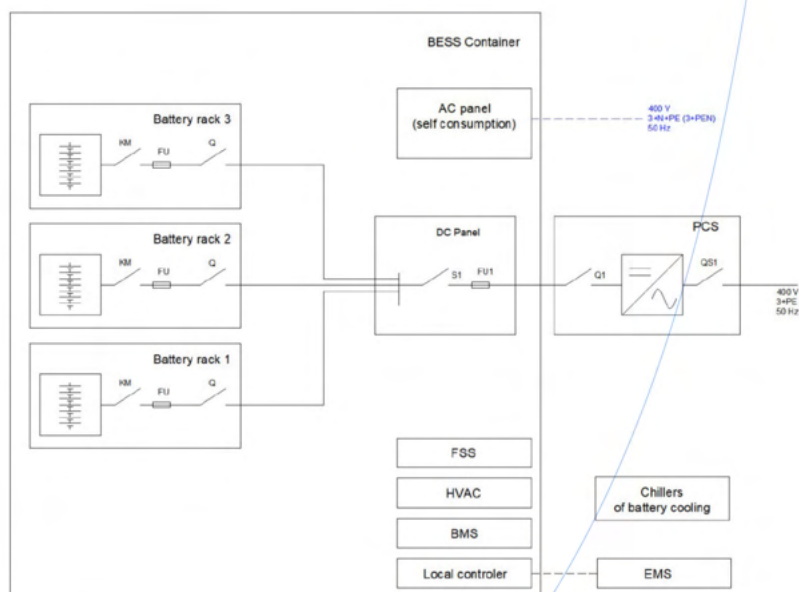 BESS Container
AC panel
(self consumption)
400 V
3+N+PE (3+PEN)
50 Hz
Battery rack 3
KM
FU
Q
Battery rack 2
KM
FU
Q
DC Panel
S1
FU1
PCS
Q1
QS1
400 V
3+PE
50 Hz
Battery rack 1
KM
FU
Q
FSS
HVAC
BMS
Local controler
Chillers
of battery cooling
EMS